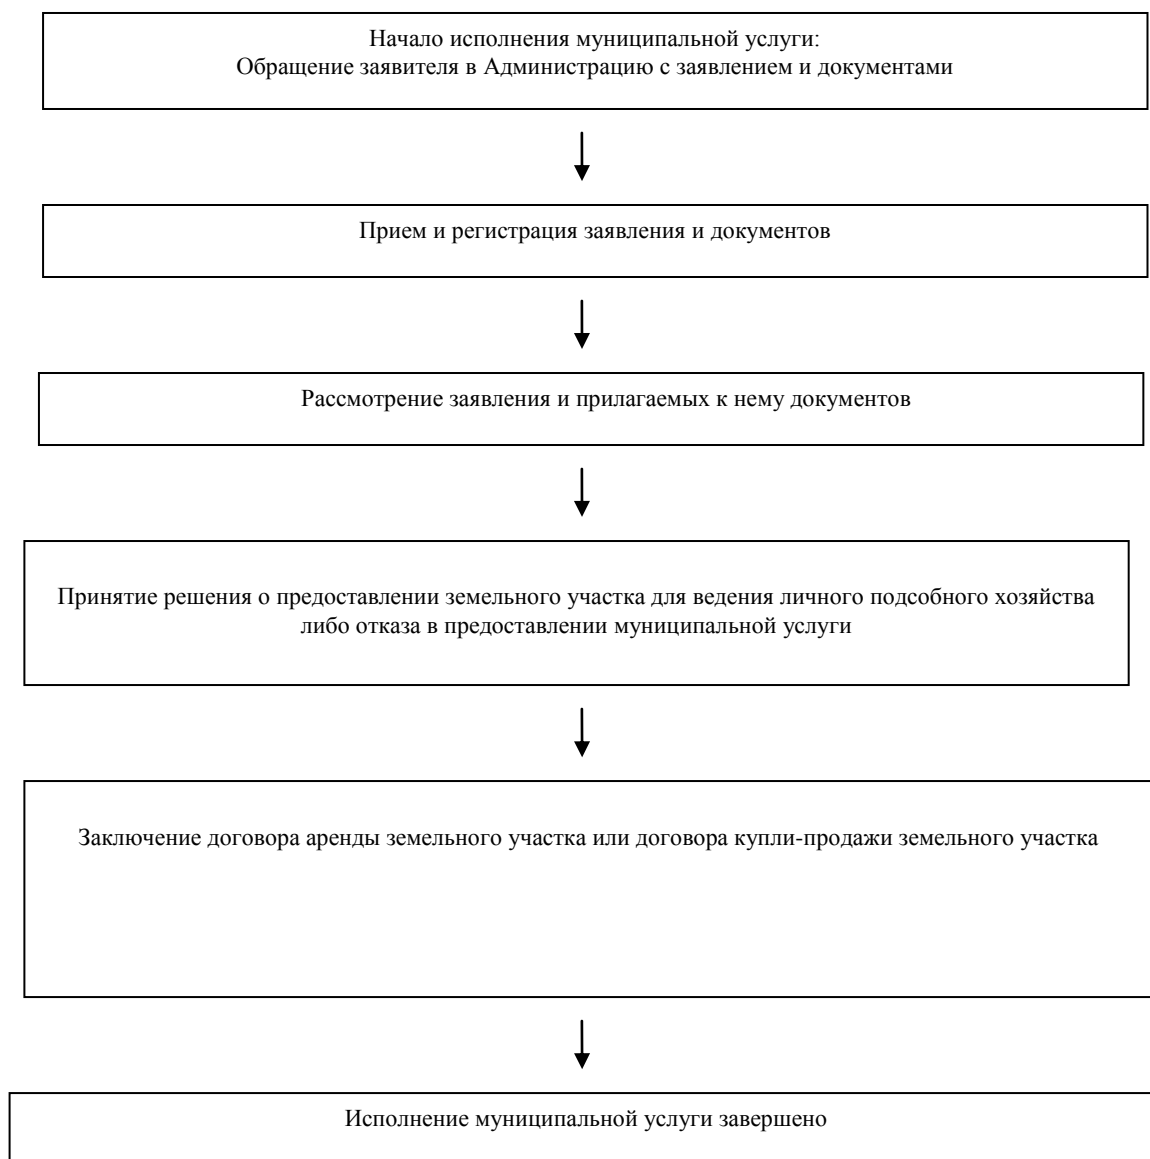 Начало исполнения муниципальной услуги:
Обращение заявителя в Администрацию с заявлением и документами
Прием и регистрация заявления и документов
Рассмотрение заявления и прилагаемых к нему документов
Принятие решения о предоставлении земельного участка для ведения личного подсобного хозяйства
либо отказа в предоставлении муниципальной услуги
Заключение договора аренды земельного участка или договора купли-продажи земельного участка
Исполнение муниципальной услуги завершено